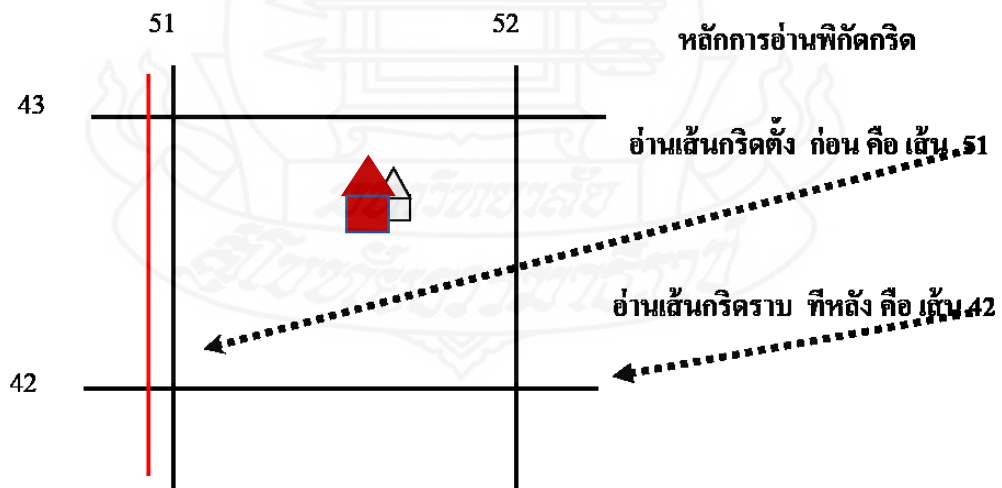 51
52
หลักการอ่านพิกัดกริด
43
อ่านเส้นกริดตั้ง ก่อน คือ เส้น 51
อ่านเส้นกริดราบ ทีหลัง คือ เส้น 42
42